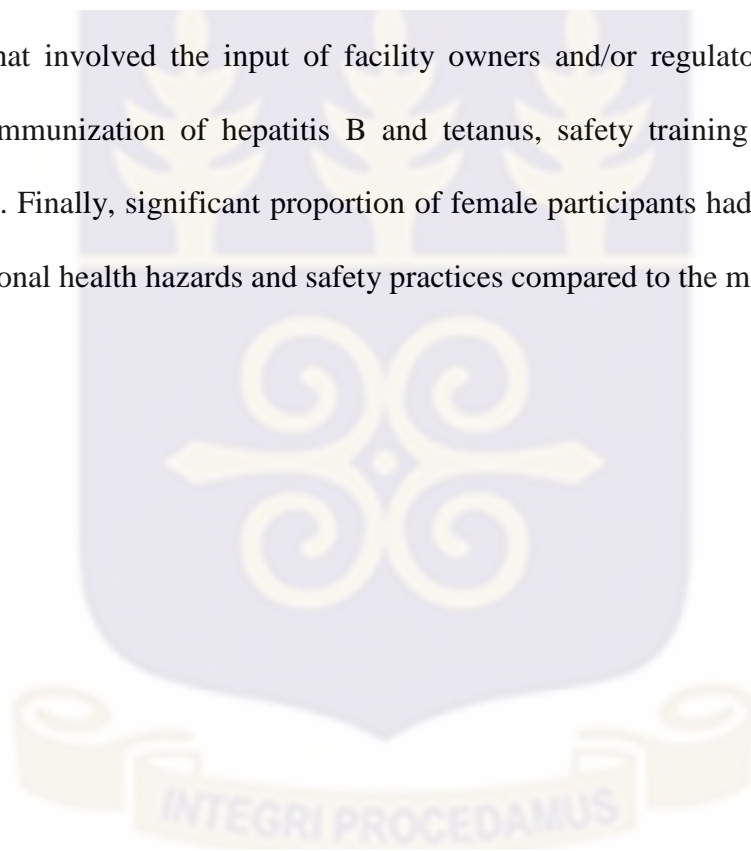 hat involved the input of facility owners and/or regulato
mmunization of hepatitis B and tetanus, safety training
. Finally, significant proportion of female participants had
onal health hazards and safety practices compared to the m
INTEGRI PROCEDAMUS